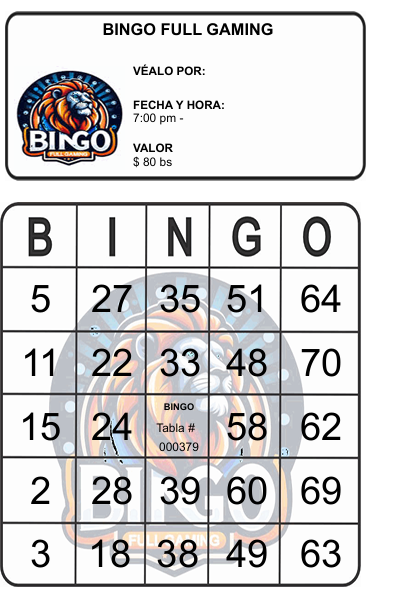 BINGO FULL GAMING
VÉALO POR:
FECHA Y HORA:
7:00 pm -
VALOR
$ 80 bs
BINGO
FULL GAMING
B I N G O
5 27 35 51 64
11 22 33 48 70
15 24 BINGO Tabla # 000379 58 62
2 28 39 60 69
3 18 38 49 63
BINGO
FULL GAMING